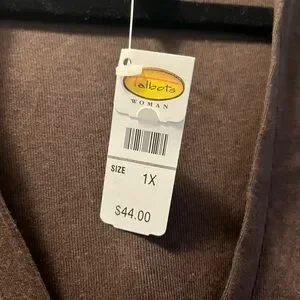 Talbots
WOMAN
SIZE 1X
$44.00